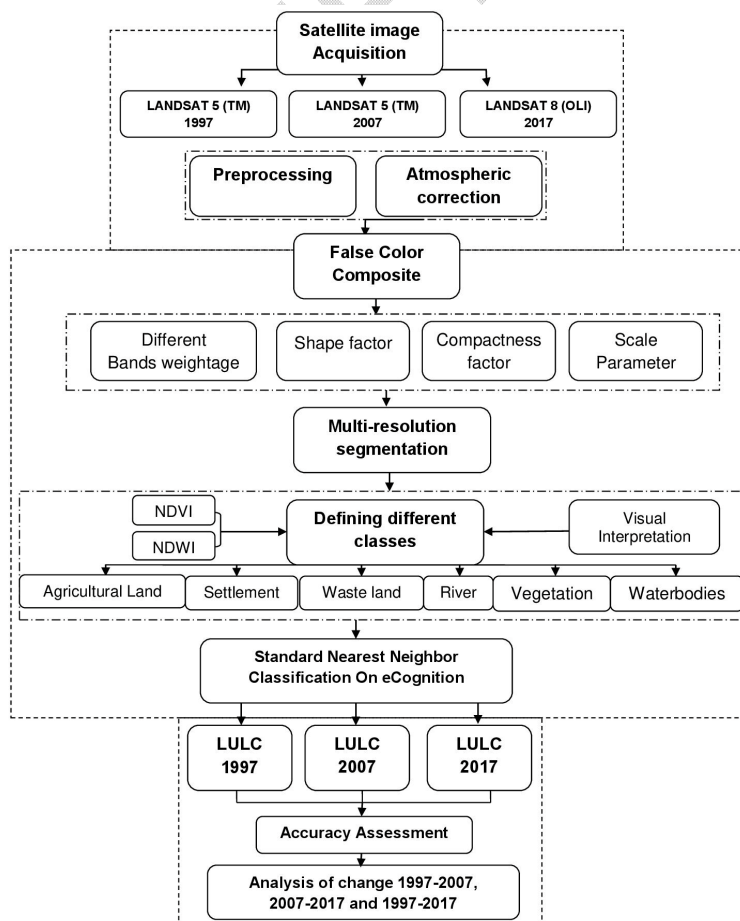 Satellite image
Acquisition
LANDSAT 5 (TM)
1997
LANDSAT 5 (TM)
2007
LANDSAT 8 (OLI)
2017
Preprocessing
Atmospheric
correction
False Color
Composite
Different
Bands weightage
Shape factor
Compactness
factor
Scale
Parameter
Multi-resolution
segmentation
NDVI
NDWI
Defining different
classes
Visual
Interpretation
Agricultural Land
Settlement
Waste land
River
Vegetation
Waterbodies
Standard Nearest Neighbor
Classification On eCognition
LULC
1997
LULC
2007
LULC
2017
Accuracy Assessment
Analysis of change 1997-2007,
2007-2017 and 1997-2017